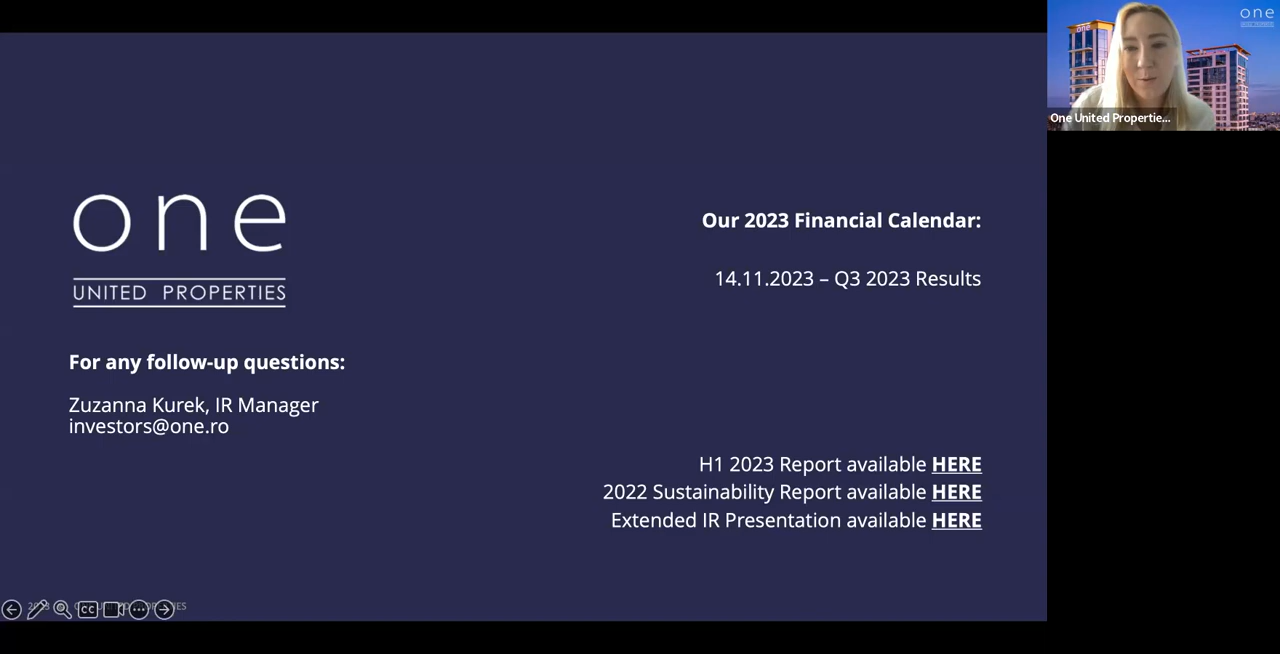 one
UNITED PROPERTIES
For any follow-up questions:
Zuzanna Kurek, IR Manager
investors@one.ro
Our 2023 Financial Calendar:
14.11.2023 – Q3 2023 Results
H1 2023 Report available HERE
2022 Sustainability Report available HERE
Extended IR Presentation available HERE
CC
one
one
One United Propertie...